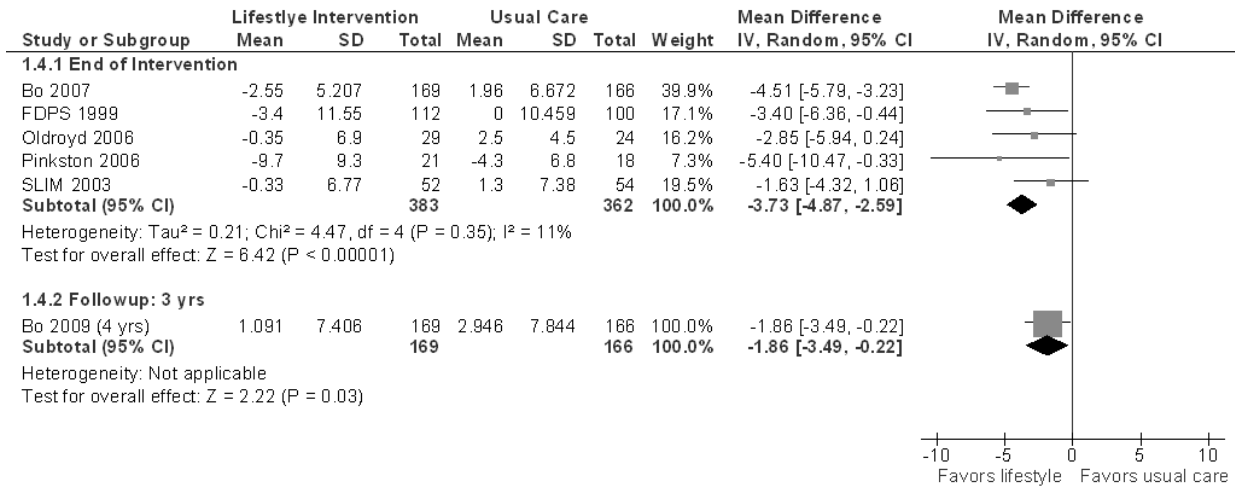 Lifestlye Intervention Usual Care Mean Difference Mean Difference
Study or Subgroup Mean SD Total Mean SD Total Weight IV, Random, 95% CI IV, Random, 95% CI
1.4.1 End of Intervention
Bo 2007 -2.55 5.207 169 1.96 6.672 166 39.9% -4.51 [-5.79, -3.23]
FDPS 1999 -3.4 11.55 112 0 10.459 100 17.1% -3.40 [-6.36, -0.44]
Oldroyd 2006 -0.35 6.9 29 2.5 4.5 24 16.2% -2.85 [-5.94, 0.24]
Pinkston 2006 -9.7 9.3 21 -4.3 6.8 18 7.3% -5.40 [-10.47, -0.33]
SLIM 2003 -0.33 6.77 52 1.3 7.38 54 19.5% -1.63 [-4.32, 1.06]
Subtotal (95% CI) 383 362 100.0% -3.73 [-4.87, -2.59]
Heterogeneity: Tau² = 0.21; Chi² = 4.47, df = 4 (P = 0.35); I² = 11%
Test for overall effect: Z = 6.42 (P < 0.00001)
1.4.2 Followup: 3 yrs
Bo 2009 (4 yrs) 1.091 7.406 169 2.946 7.844 166 100.0% -1.86 [-3.49, -0.22]
Subtotal (95% CI) 169 166 100.0% -1.86 [-3.49, -0.22]
Heterogeneity: Not applicable
Test for overall effect: Z = 2.22 (P = 0.03)
-10 -5 0 5 10
Favors lifestyle Favors usual care